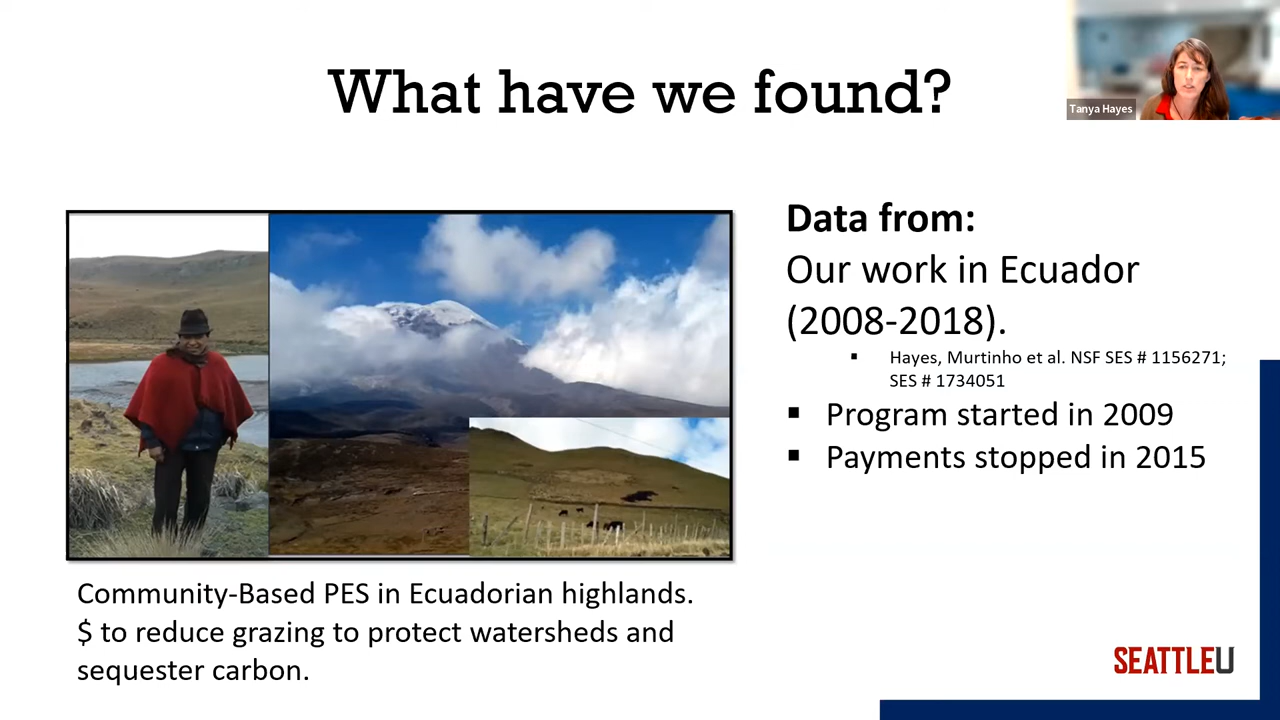 What have we found?
Tanya Hayes
Data from:
Our work in Ecuador
(2008-2018).
▪ Hayes, Murtinho et al. NSF SES # 1156271;
SES # 1734051
▪ Program started in 2009
▪ Payments stopped in 2015
Community-Based PES in Ecuadorian highlands.
$ to reduce grazing to protect watersheds and
sequester carbon.
SEATTLEU